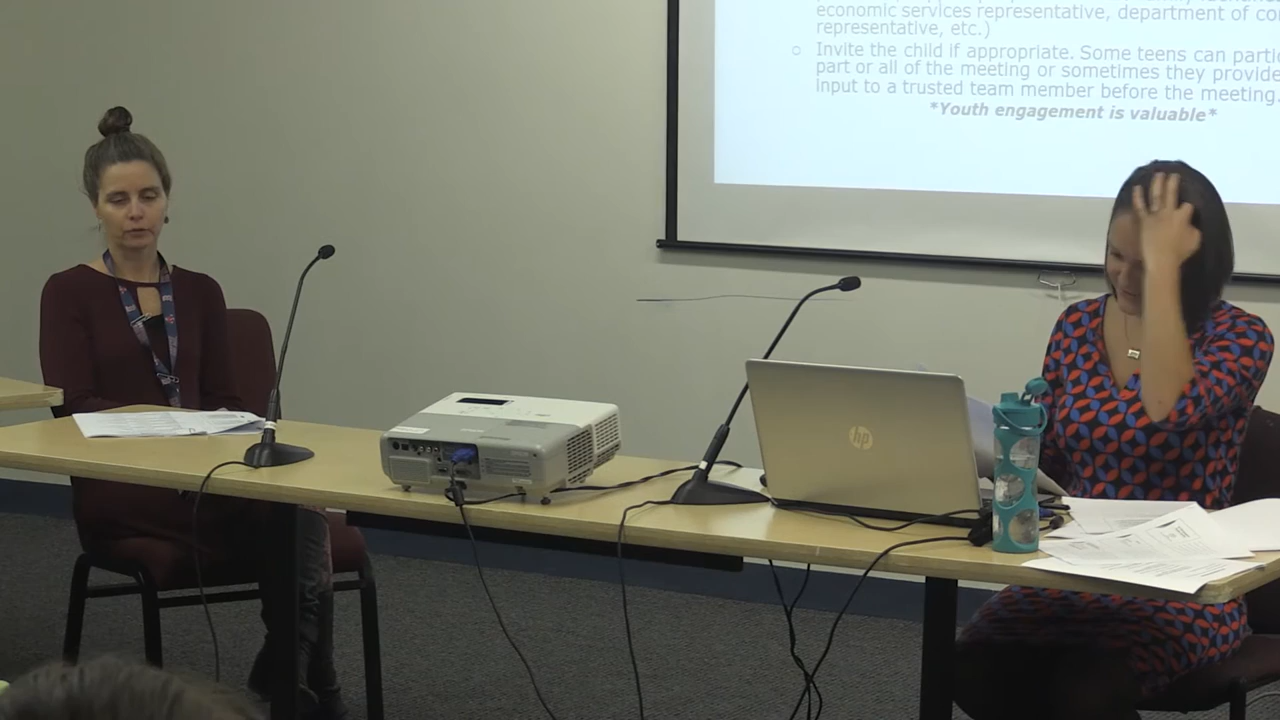 economic services representative, department of co
representative, etc.)
○ Invite the child if appropriate. Some teens can partic
part or all of the meeting or sometimes they provide
input to a trusted team member before the meeting.
*Youth engagement is valuable*
hp